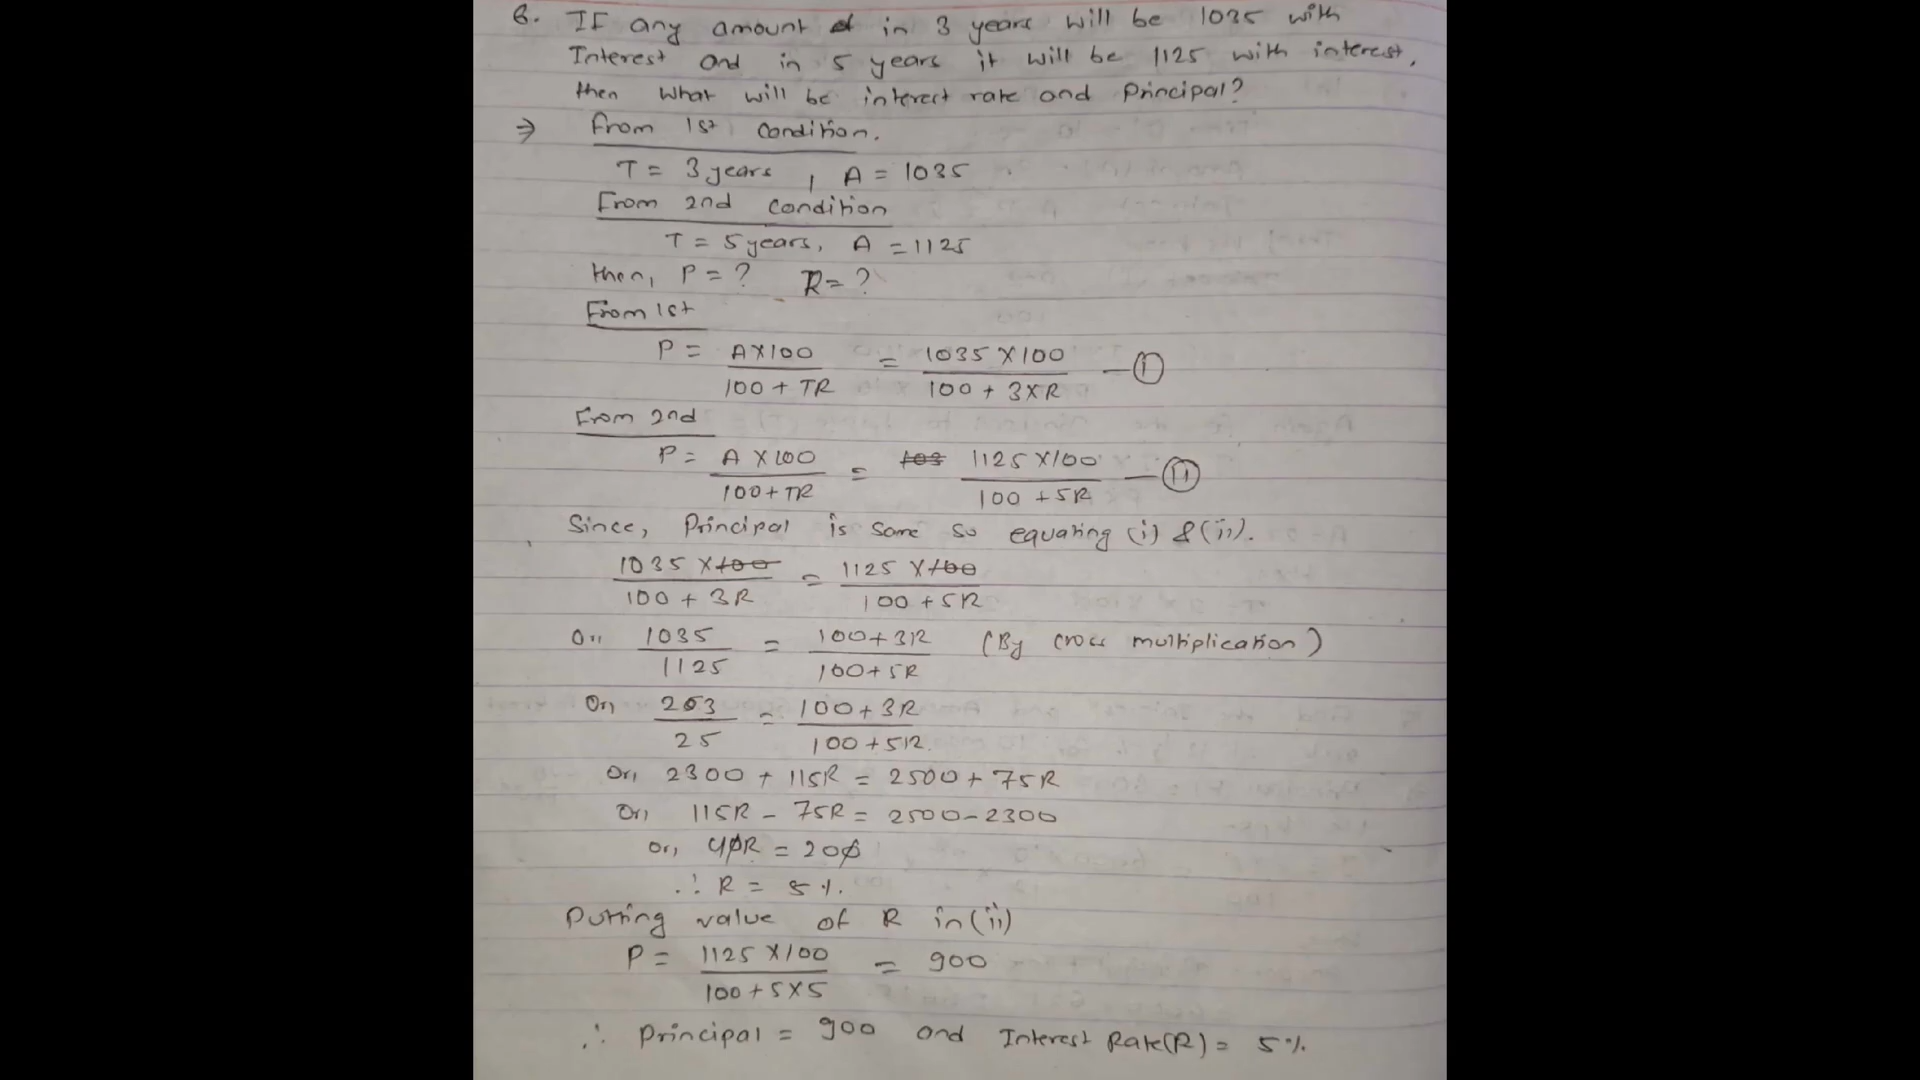 6. If any amount in 3 years will be 1035 with
Interest and in 5 years it will be 1125 with interest,
then what will be interest rate and Principal?
⇒ From 1st condition.
T = 3 years, A = 1035
From 2nd condition
T = 5 years, A = 1125
then, P = ? R = ?
From 1st
P = A×100 / 100 + TR = 1035 × 100 / 100 + 3×R — (i)
From 2nd
P = A × 100 / 100 + TR = 1125 × 100 / 100 + 5R — (ii)
Since, Principal is same so equating (i) & (ii).
1035 × 100 / 100 + 3R = 1125 × 100 / 100 + 5R
Or, 1035 / 1125 = 100 + 3R / 100 + 5R (By cross multiplication)
Or, 23 / 25 = 100 + 3R / 100 + 5R
Or, 2300 + 115R = 2500 + 75R
Or, 115R - 75R = 2500 - 2300
Or, 40R = 200
∴ R = 5 %.
Putting value of R in (ii)
P = 1125 × 100 / 100 + 5×5 = 900
∴ Principal = 900 and Interest Rate(R) = 5 %